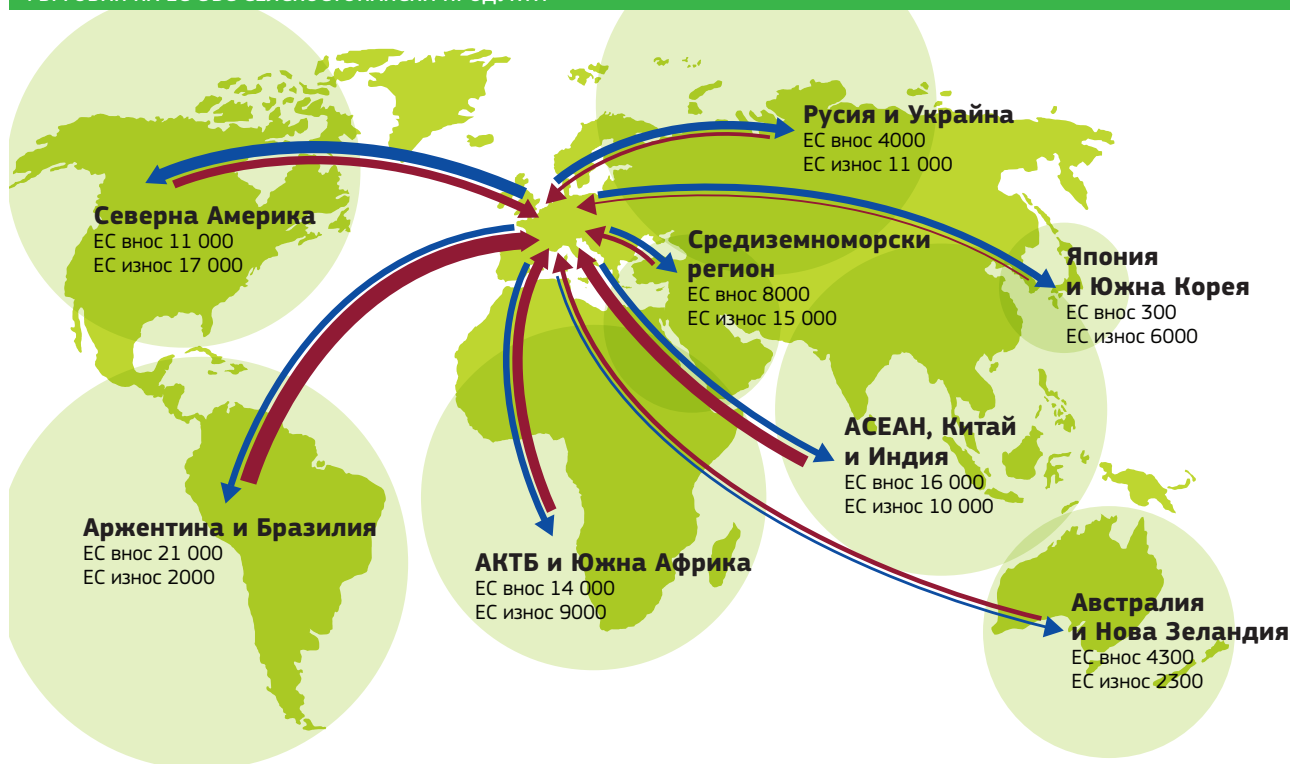 Русия и Украйна
ЕС внос 4000
ЕС износ 11 000
Северна Америка
ЕС внос 11 000
ЕС износ 17 000
Средиземноморски
регион
ЕС внос 8000
ЕС износ 15 000
Япония
и Южна Корея
ЕС внос 300
ЕС износ 6000
АСЕАН, Китай
и Индия
ЕС внос 16 000
ЕС износ 10 000
Аржентина и Бразилия
ЕС внос 21 000
ЕС износ 2000
АКТБ и Южна Африка
ЕС внос 14 000
ЕС износ 9000
Австралия
и Нова Зеландия
ЕС внос 4300
ЕС износ 2300